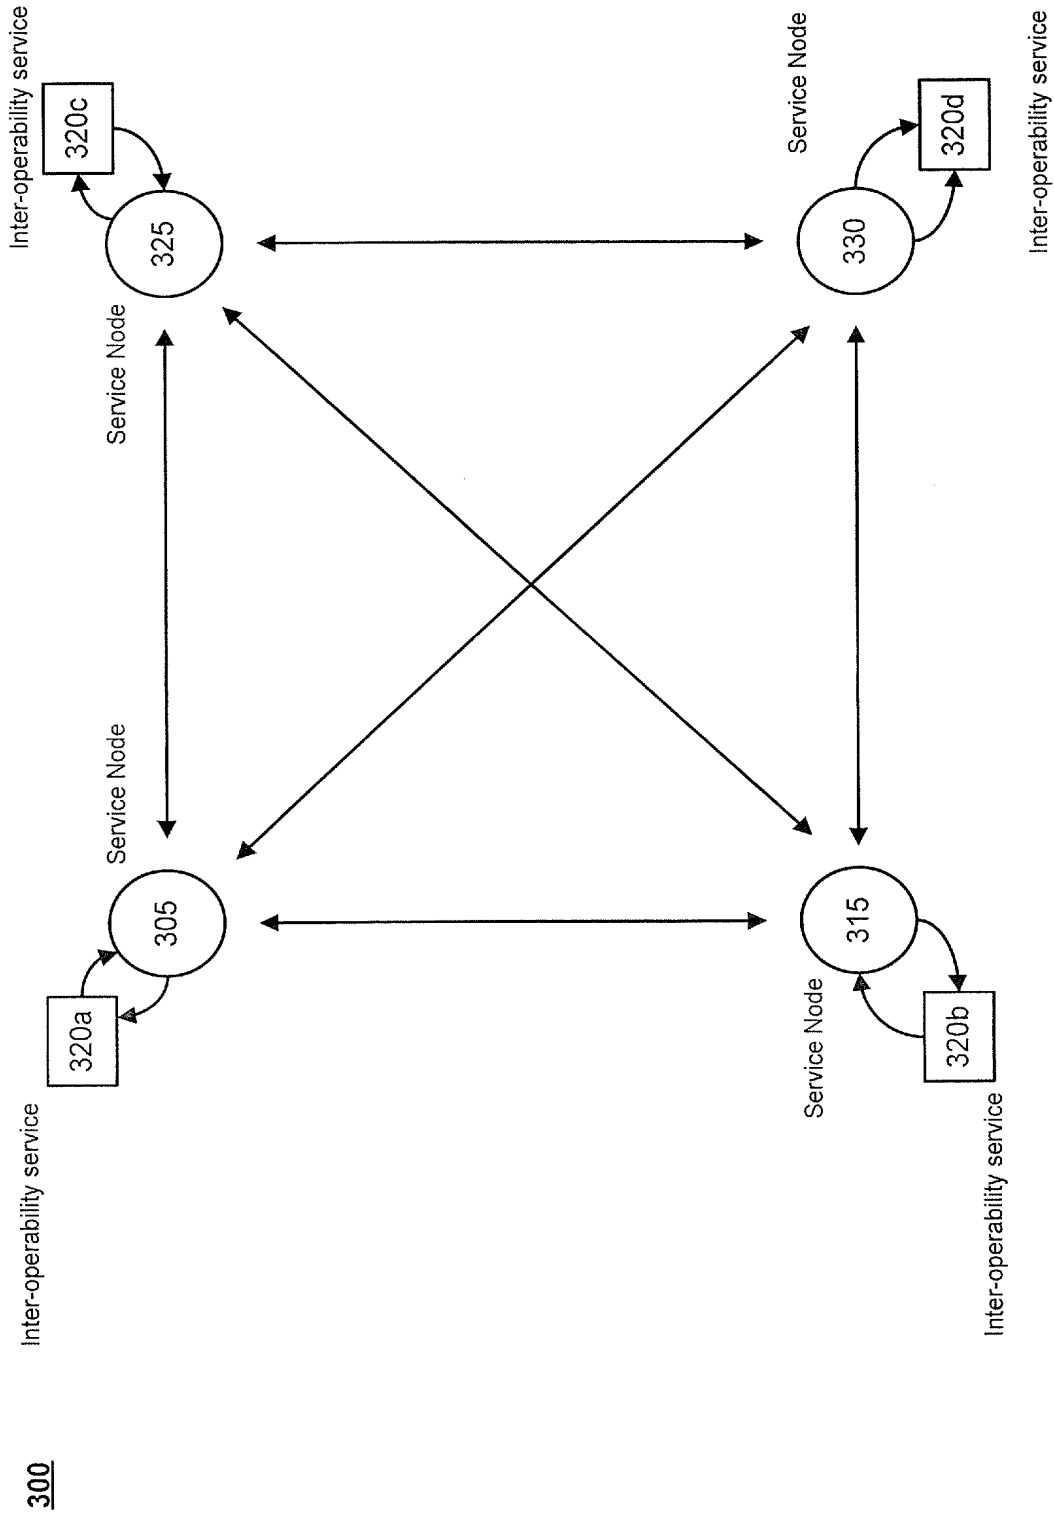 300
Inter-operability service
320a
305
Service Node
Service Node
325
320c
Inter-operability service
Inter-operability service
320b
315
Service Node
Service Node
330
320d
Inter-operability service